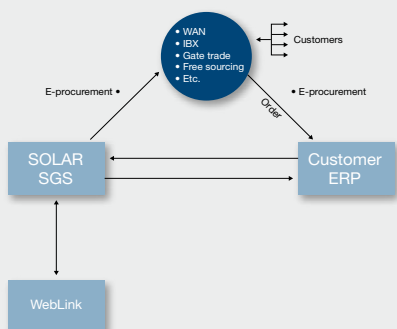 • WAN
• IBX
• Gate trade
• Free sourcing
• Etc.
Customers
E-procurement •
• E-procurement
Order
SOLAR
SGS
Customer
ERP
WebLink